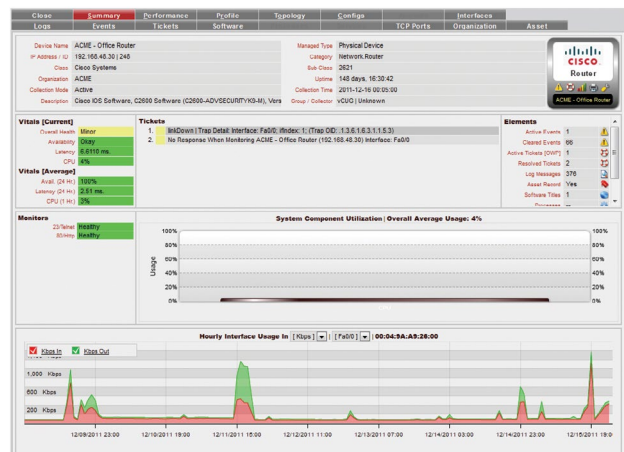 Close Summary Performance Profile Topology Configs Interfaces
Logs Events Tickets Software TCP Ports Organization Asset
Device Name ACME - Office Router
IP Address / ID 192.168.48.30 | 248
Class Cisco Systems
Organization ACME
Collection Mode Active
Description Cisco IOS Software, C2600 Software (C2600-ADVSECURITYK9-M), Vers
Managed Type Physical Device
Category Network.Router
Sub Class 2621
Uptime 148 days, 16:30:42
Collection Time 2011-12-16 00:05:00
Group / Collector vCUG | Unknown
CISCO
Router
ACME - Office Router
Vitals [Current]
Overall Health Minor
Availability Okay
Latency 5.6110 ms.
CPU 4%
Vitals [Average]
Avail. (24 Hr.) 100%
Latency (24 Hr.) 2.51 ms.
CPU (1 Hr.) 3%
Tickets
1. linkDown | Trap Detail: Interface: Fa0/0; ifIndex: 1; (Trap OID: .1.3.6.1.6.3.1.1.5.3)
2. No Response When Monitoring ACME - Office Router (192.168.48.30) Interface: Fa0/0
Elements
Active Events 1
Cleared Events 66
Active Tickets [OWP] 1
Resolved Tickets 2
Log Messages 376
Asset Record Yes
Software Titles 1
Monitors
23/Telnet Healthy
80/Http Healthy
System Component Utilization | Overall Average Usage: 4%
Usage
100% 100%
80% 80%
60% 60%
40% 40%
20% 20%
0% 0%
Hourly Interface Usage In [Kbps] | [Fa0/0] | 00:04:9A:A9:26:00
Kbps In Kbps Out
1,000 Kbps
600 Kbps
200 Kbps
12/09/2011 23:00 12/10/2011 19:00 12/11/2011 15:00 12/12/2011 11:00 12/13/2011 07:00 12/14/2011 03:00 12/14/2011 23:00 12/15/2011 19:0